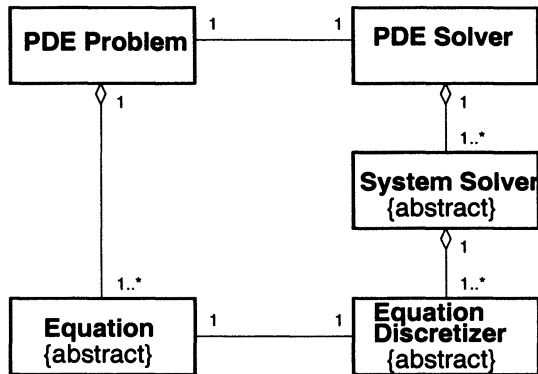 PDE Problem
1
1
PDE Solver
1
1
1..*
System Solver
{abstract}
1
1..*
1..*
Equation
{abstract}
1
1
Equation
Discretizer
{abstract}